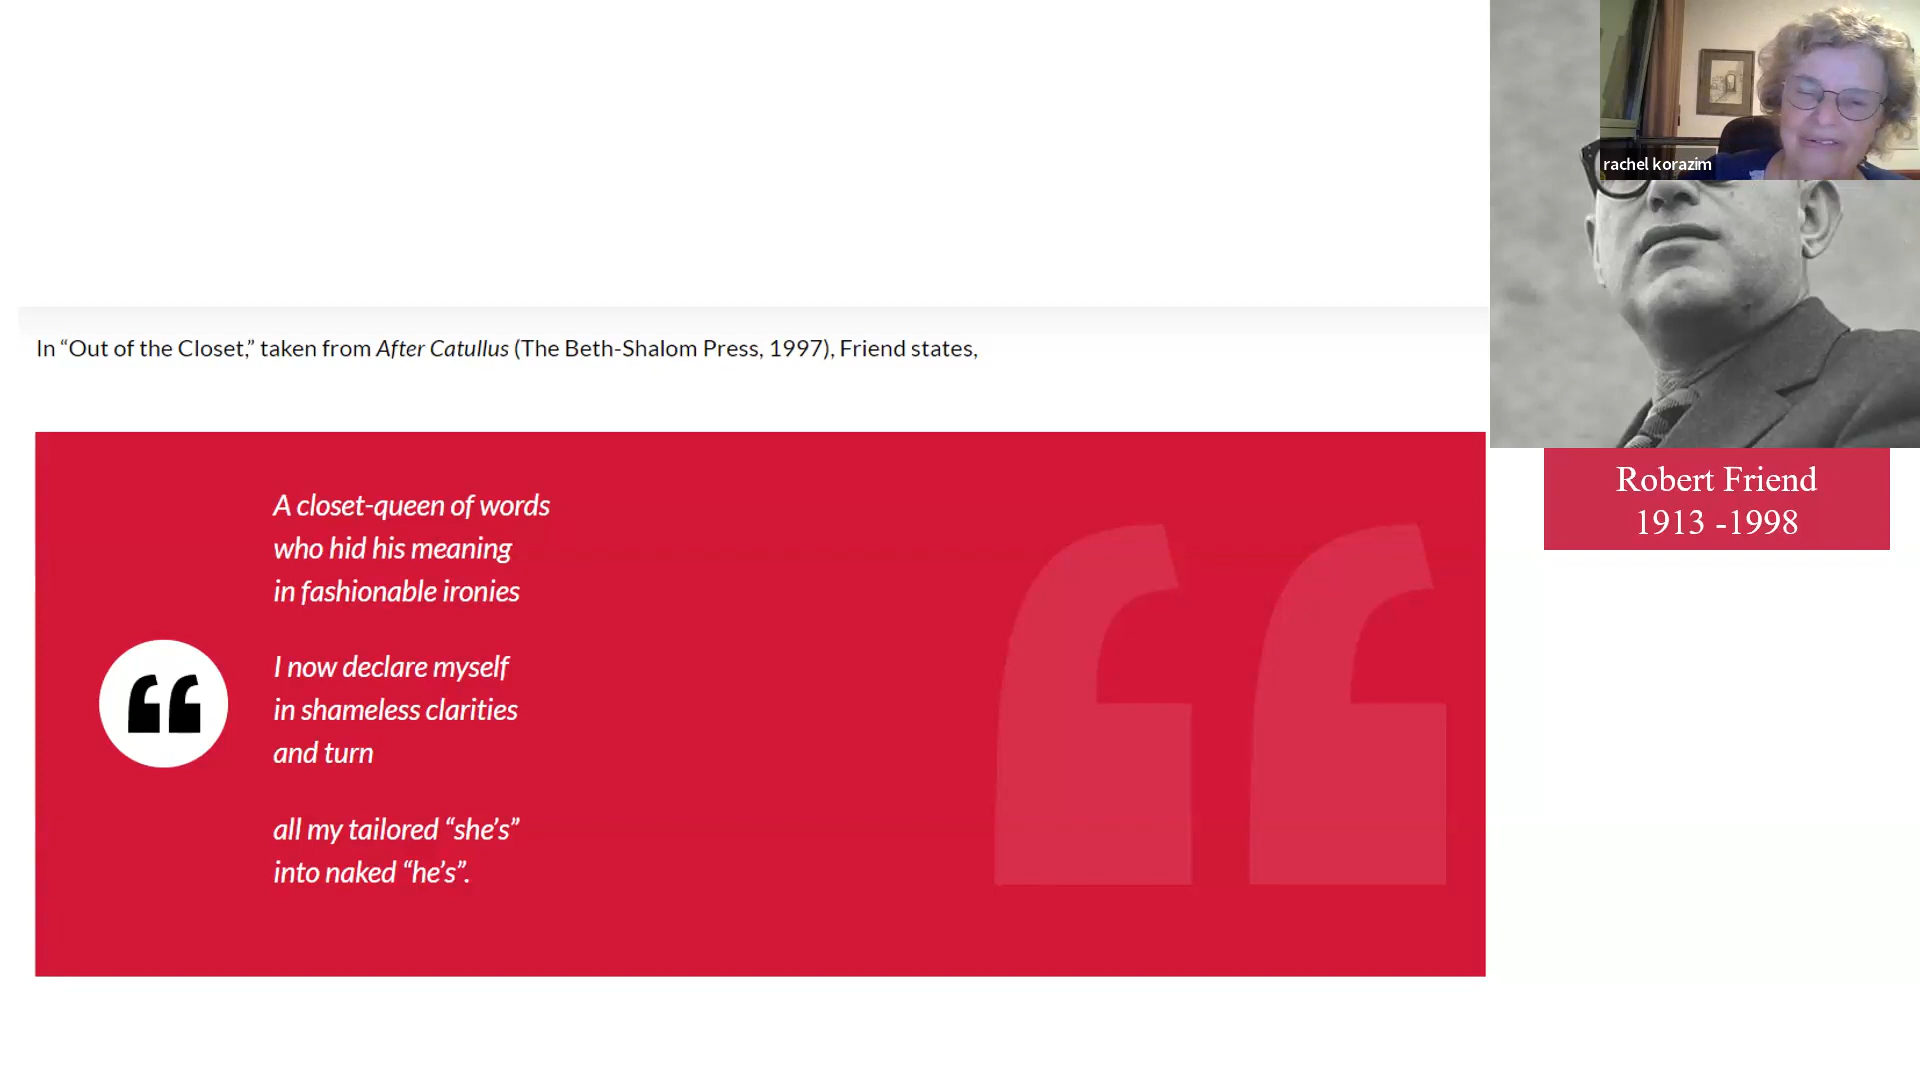 rachel korazim
In “Out of the Closet,” taken from After Catullus (The Beth-Shalom Press, 1997), Friend states,
A closet-queen of words
who hid his meaning
in fashionable ironies
I now declare myself
in shameless clarities
and turn
all my tailored “she’s”
into naked “he’s”.
Robert Friend
1913 -1998